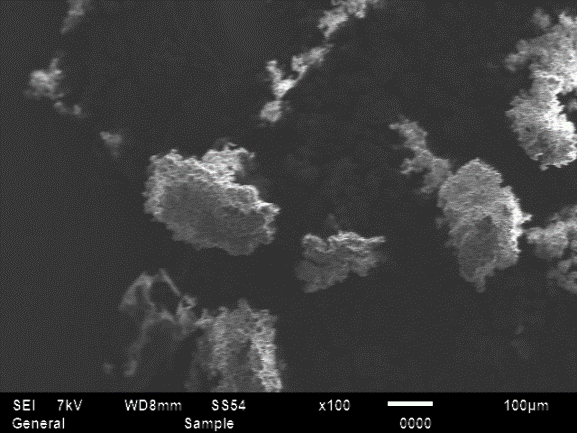 SEI 7kV WD8mm SS54 x100 100µm
General Sample 0000